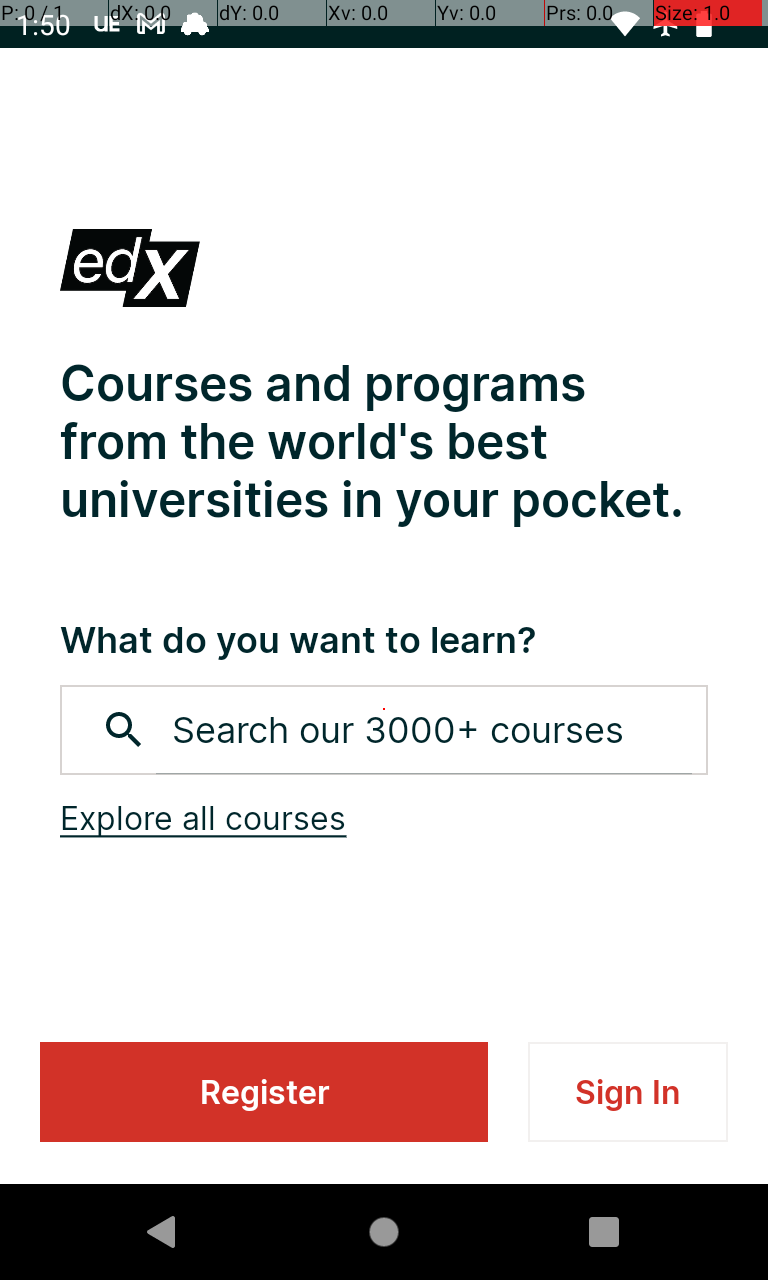 P: 0 / 1 dX: 0.0 dY: 0.0 Xv: 0.0 Yv: 0.0 Prs: 0.0 Size: 1.0
1:50 UE M
edX
Courses and programs
from the world's best
universities in your pocket.
What do you want to learn?
Search our 3000+ courses
Explore all courses
Register Sign In